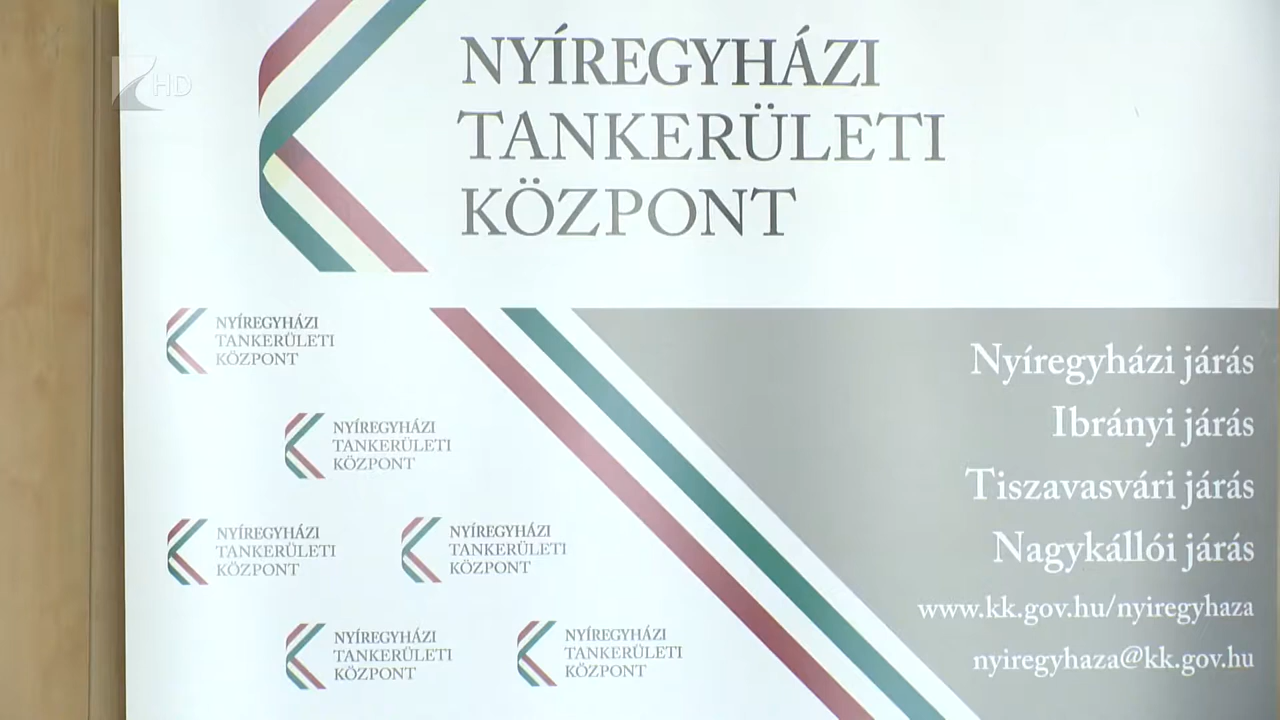 HD
NYÍREGYHÁZI
TANKERÜLETI
KÖZPONT
NYÍREGYHÁZI
TANKERÜLETI
KÖZPONT
NYÍREGYHÁZI
TANKERÜLETI
KÖZPONT
NYÍREGYHÁZI
TANKERÜLETI
KÖZPONT
NYÍREGYHÁZI
TANKERÜLETI
KÖZPONT
NYÍREGYHÁZI
TANKERÜLETI
KÖZPONT
NYÍREGYHÁZI
TANKERÜLETI
KÖZPONT
Nyíregyházi járás
Ibrányi járás
Tiszavasvári járás
Nagykállói járás
www.kk.gov.hu/nyiregyhaza
nyiregyhaza@kk.gov.hu